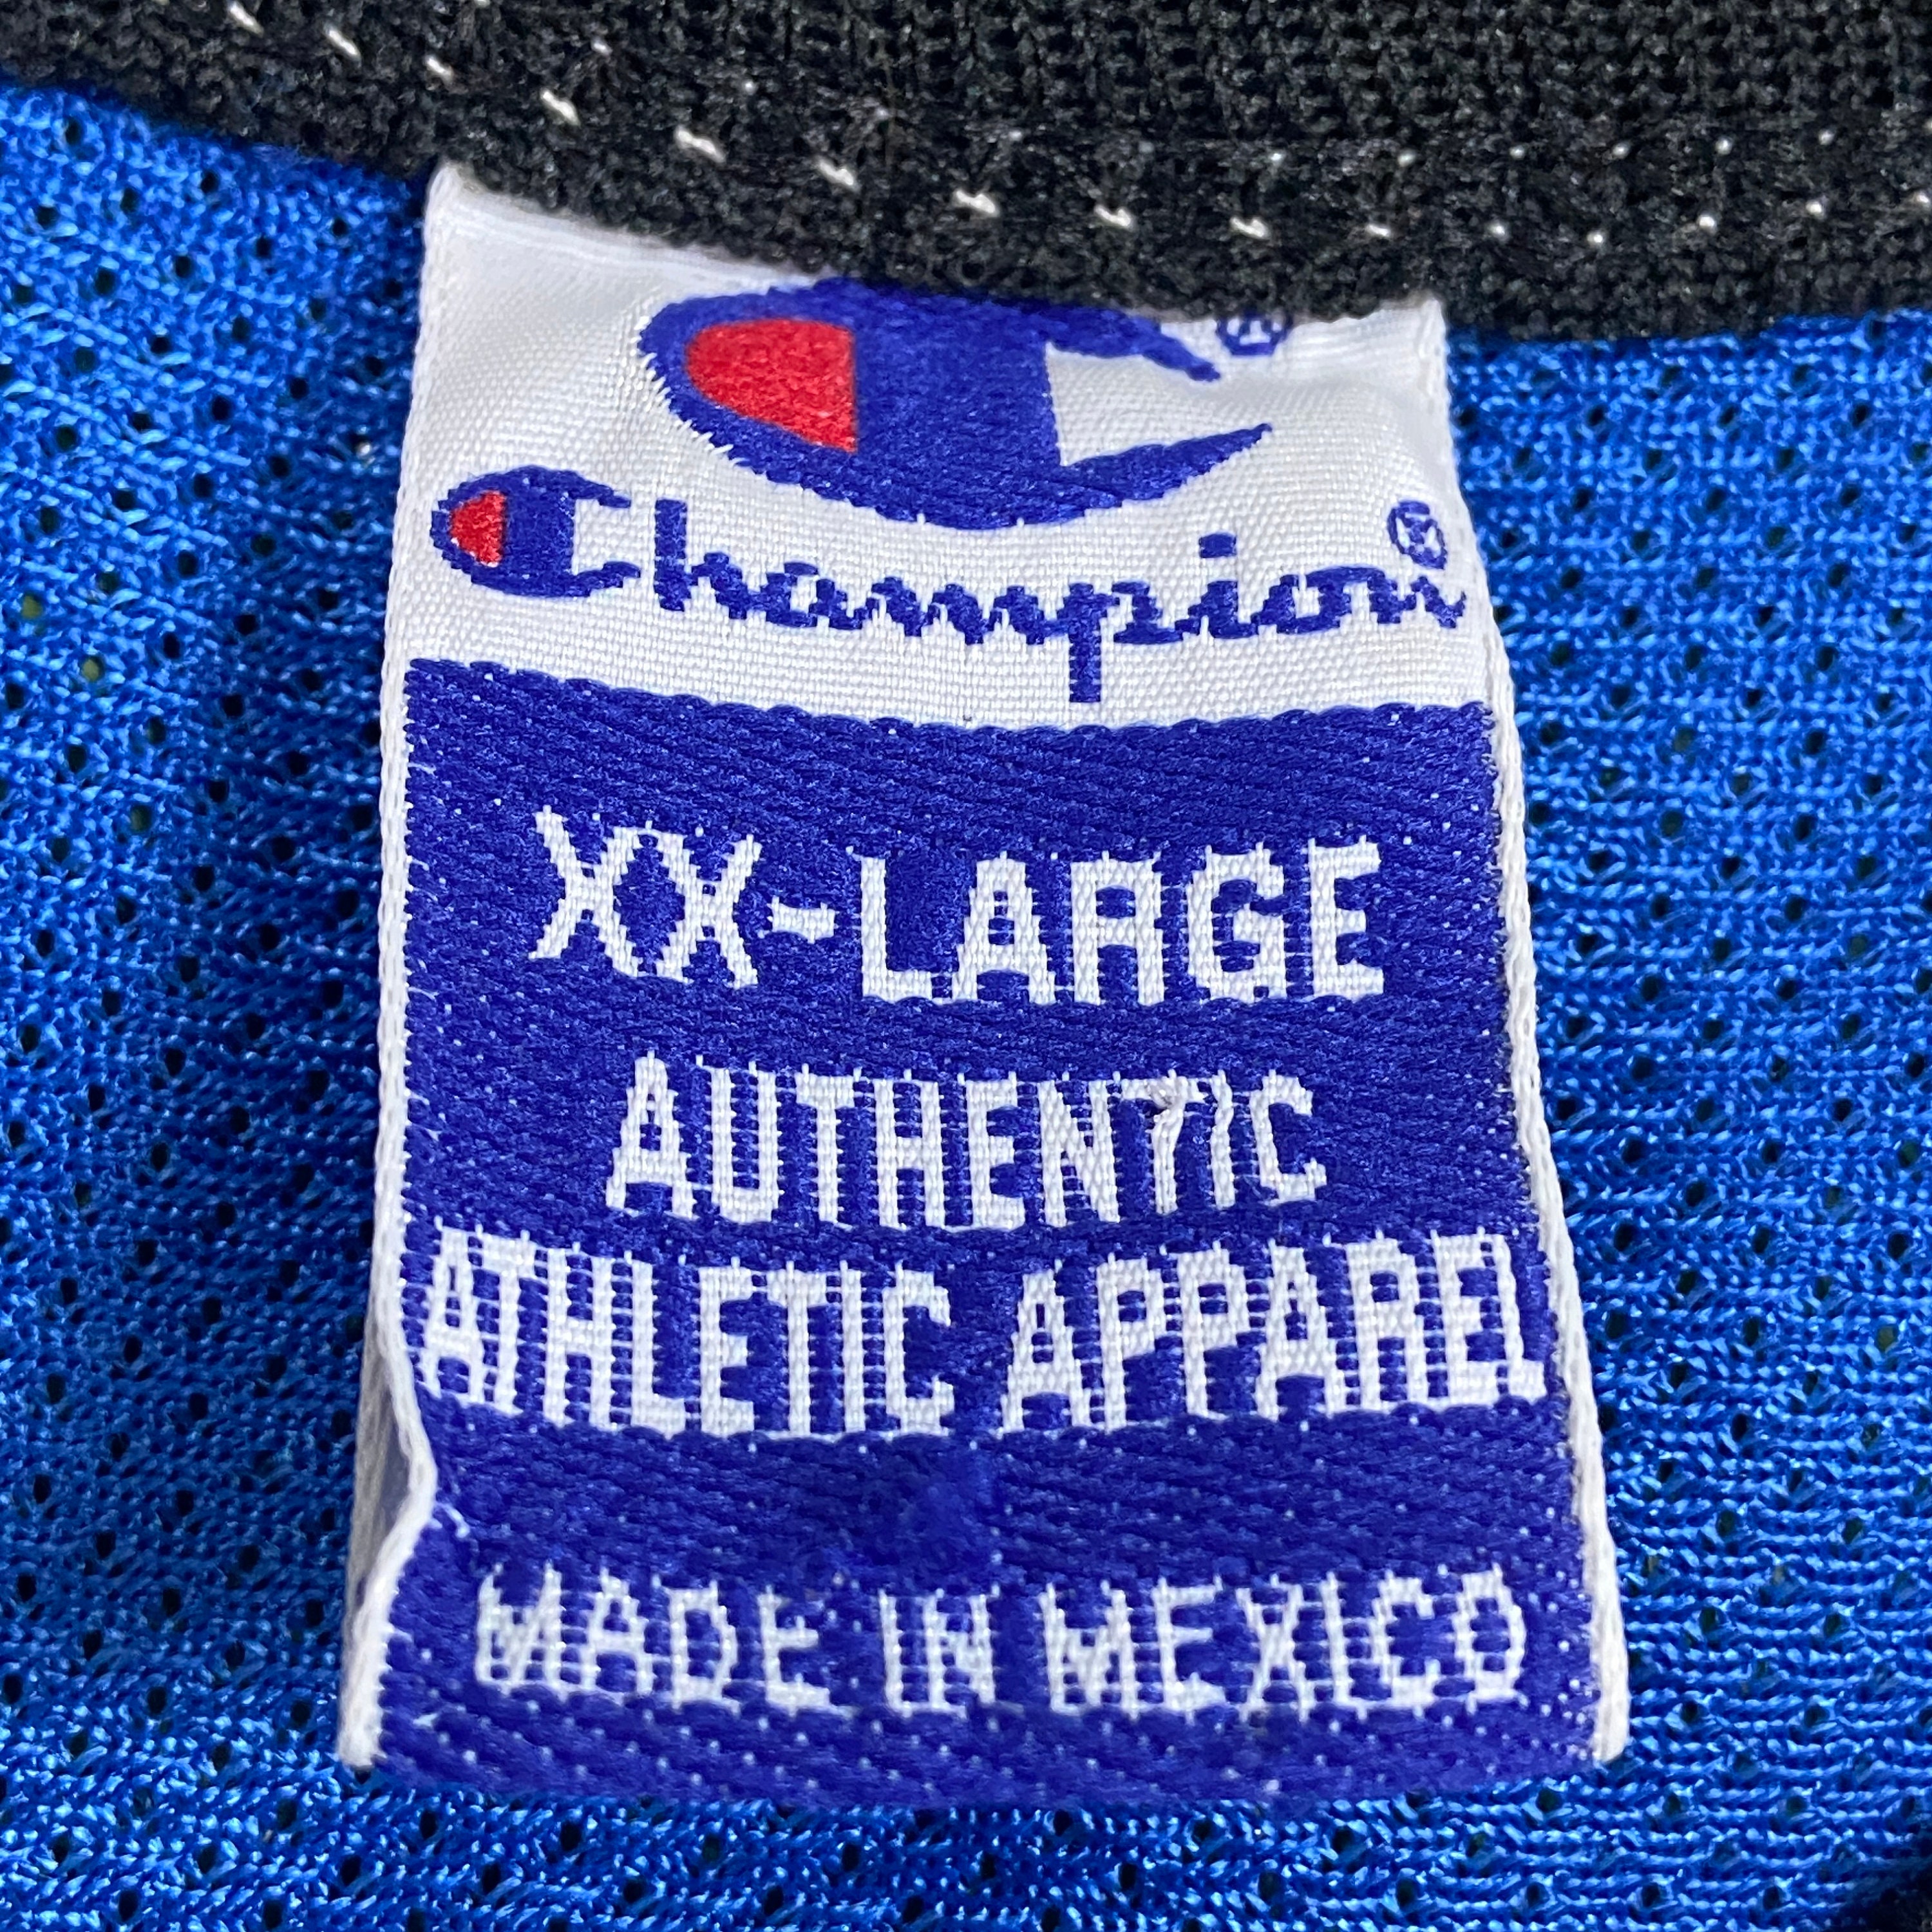 Champion®
XX-LARGE
AUTHENTIC
ATHLETIC APPAREL
MADE IN MEXICO